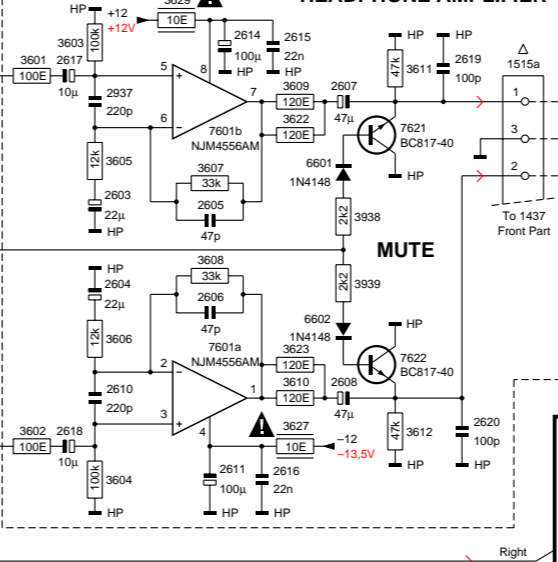 3629
HEADPHONE AMPLIFIER
HP
+12
+12V
10E
3603
100k
2614
100µ
HP
2615
22n
HP
3601
100E
2617
10µ
2937
220p
5
+
6
−
8
7
7601b
NJM4556AM
3609
120E
3622
120E
2607
47µ
HP
47k
3611
HP
2619
100p
7621
BC817-40
HP
Δ
1515a
1
3
2
To 1437
Front Part
12k
3605
2603
22µ
HP
3607
33k
2605
47p
6601
1N4148
2k2
3938
MUTE
HP
2604
22µ
12k
3606
3608
33k
2606
47p
2k2
3939
6602
1N4148
HP
7622
BC817-40
7601a
NJM4556AM
2
−
3
+
1
4
3623
120E
3610
120E
2608
47µ
2610
220p
3602
100E
2618
10µ
100k
3604
HP
3627
10E
−12
−13,5V
2611
100µ
HP
2616
22n
HP
47k
3612
HP
2620
100p
HP
Right